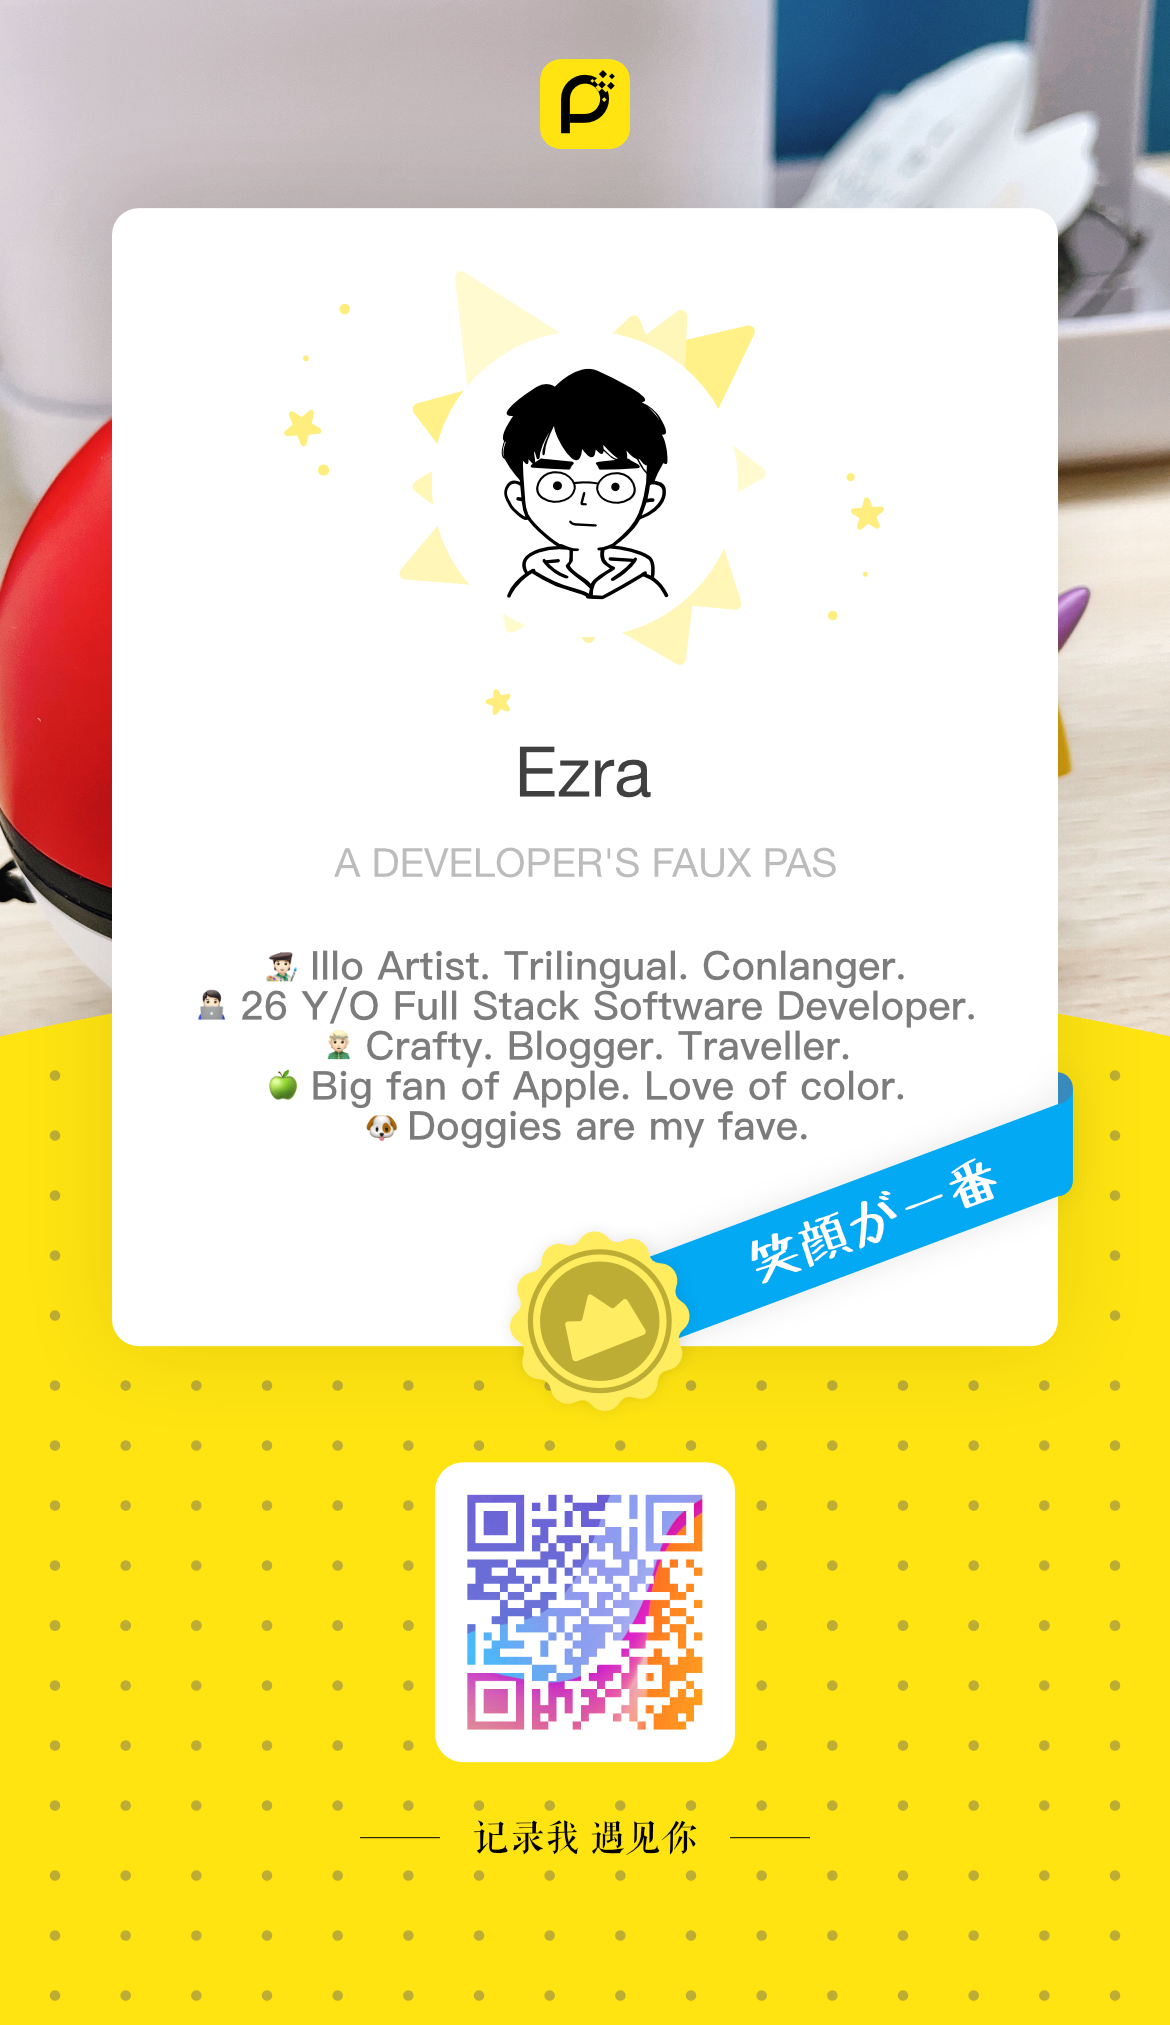 Ezra
A DEVELOPER'S FAUX PAS
👨🏻‍🎨 Illo Artist. Trilingual. Conlanger.
👨🏻‍💻 26 Y/O Full Stack Software Developer.
👱🏻‍♂️ Crafty. Blogger. Traveller.
🍏 Big fan of Apple. Love of color.
🐶 Doggies are my fave.
笑顔が一番
记录我 遇见你